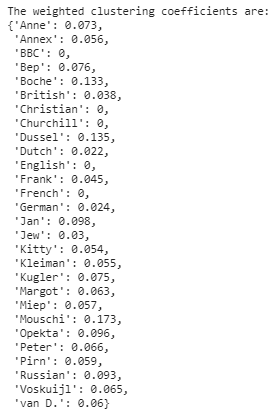 The weighted clustering coefficients are:
{'Anne': 0.073,
'Annex': 0.056,
'BBC': 0,
'Bep': 0.076,
'Boche': 0.133,
'British': 0.038,
'Christian': 0,
'Churchill': 0,
'Dussel': 0.135,
'Dutch': 0.022,
'English': 0,
'Frank': 0.045,
'French': 0,
'German': 0.024,
'Jan': 0.098,
'Jew': 0.03,
'Kitty': 0.054,
'Kleiman': 0.055,
'Kugler': 0.075,
'Margot': 0.063,
'Miep': 0.057,
'Mouschi': 0.173,
'Opekta': 0.096,
'Peter': 0.066,
'Pirn': 0.059,
'Russian': 0.093,
'Voskuijl': 0.065,
'van D.': 0.06}